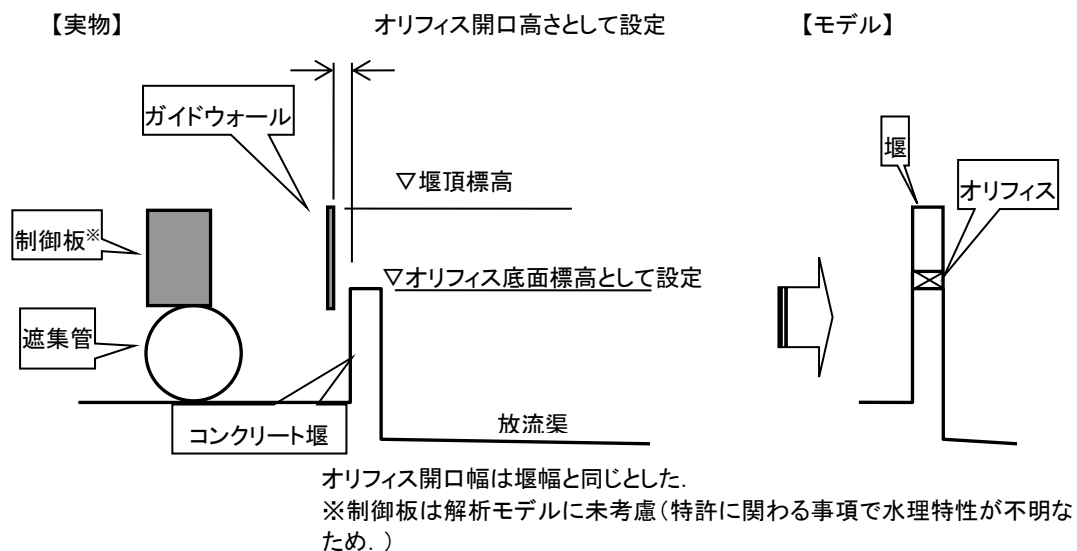 【実物】
オリフィス開口高さとして設定
【モデル】
ガイドウォール
▽堰頂標高
堰
オリフィス
制御板※
▽オリフィス底面標高として設定
遮集管
コンクリート堰
放流渠
オリフィス開口幅は堰幅と同じとした.
※制御板は解析モデルに未考慮(特許に関わる事項で水理特性が不明な
ため. )